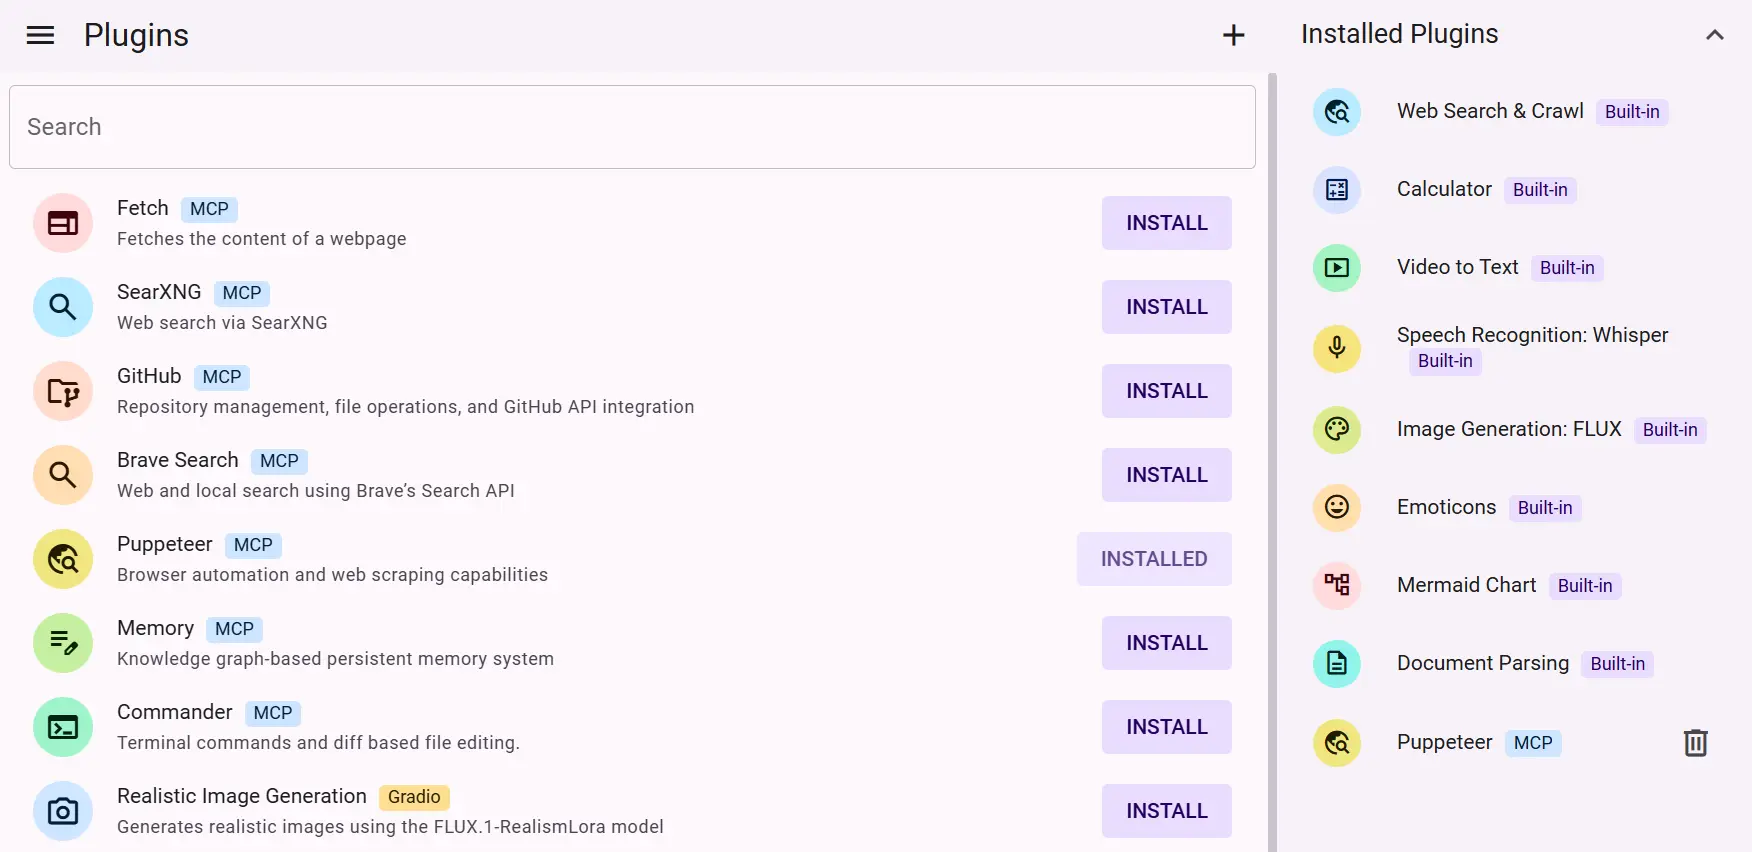 Plugins
Search
Fetch MCP
Fetches the content of a webpage
INSTALL
SearXNG MCP
Web search via SearXNG
INSTALL
GitHub MCP
Repository management, file operations, and GitHub API integration
INSTALL
Brave Search MCP
Web and local search using Brave’s Search API
INSTALL
Puppeteer MCP
Browser automation and web scraping capabilities
INSTALLED
Memory MCP
Knowledge graph-based persistent memory system
INSTALL
Commander MCP
Terminal commands and diff based file editing.
INSTALL
Realistic Image Generation Gradio
Generates realistic images using the FLUX.1-RealismLora model
INSTALL
Installed Plugins
Web Search & Crawl Built-in
Calculator Built-in
Video to Text Built-in
Speech Recognition: Whisper
Built-in
Image Generation: FLUX Built-in
Emoticons Built-in
Mermaid Chart Built-in
Document Parsing Built-in
Puppeteer MCP